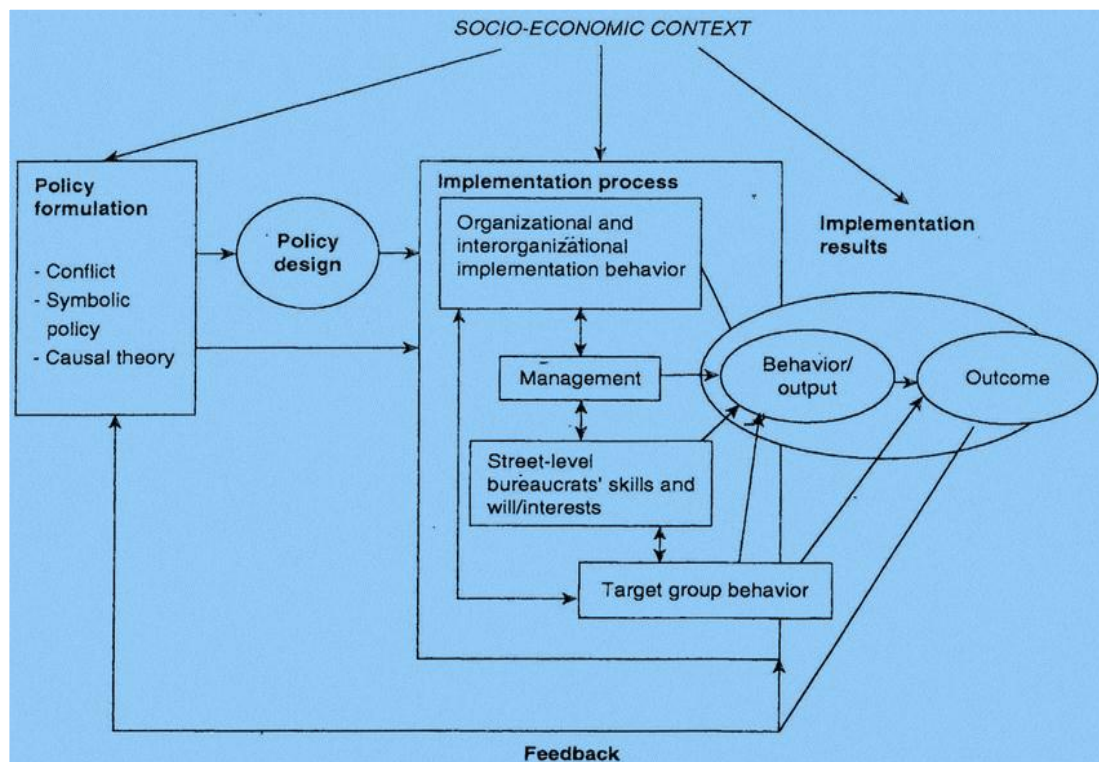 SOCIO-ECONOMIC CONTEXT
Policy
formulation
- Conflict
- Symbolic
policy
- Causal theory
Policy
design
Implementation process
Organizational and
interorganizational
implementation behavior
Management
Street-level
bureaucrats' skills and
will/interests
Target group behavior
Implementation
results
Behavior/
output
Outcome
Feedback